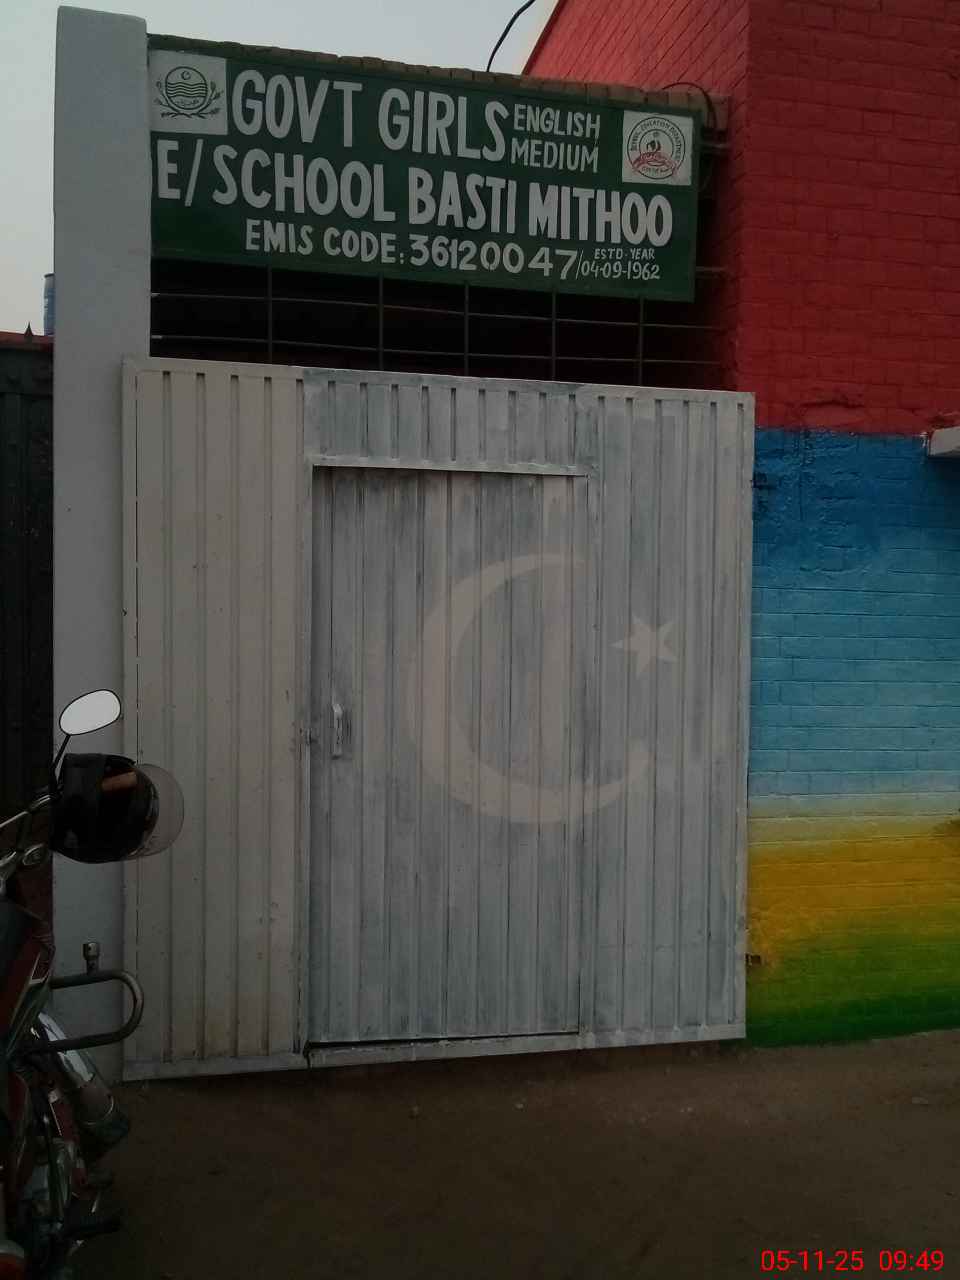 GOVT GIRLS ENGLISH MEDIUM
E/SCHOOL BASTI MITHOO
EMIS CODE: 36120047/ESTD-YEAR 04-09-1962
05-11-25 09:49